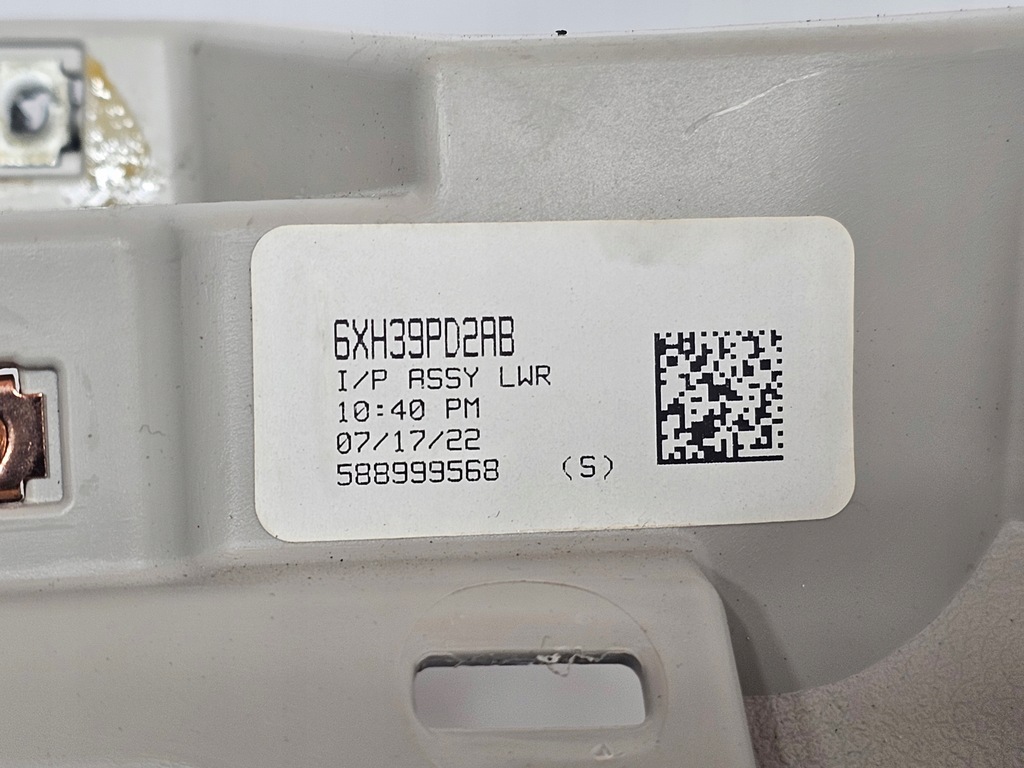 6XH39PD2AB
I/P ASSY LWR
10:40 PM
07/17/22
588999568 (S)